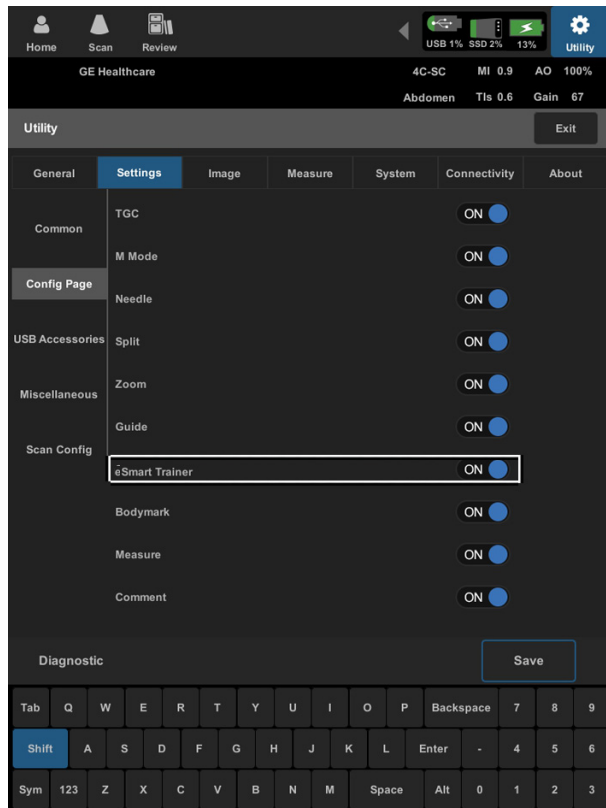 Home Scan Review USB 1% SSD 2% 13% Utility
GE Healthcare 4C-SC MI 0.9 AO 100%
Abdomen TIs 0.6 Gain 67
Utility Exit
General Settings Image Measure System Connectivity About
Common
Config Page
USB Accessories
Miscellaneous
Scan Config
TGC ON
M Mode ON
Needle ON
Split ON
Zoom ON
Guide ON
eSmart Trainer ON
Bodymark ON
Measure ON
Comment ON
Diagnostic Save
Tab Q W E R T Y U I O P Backspace 7 8 9
Shift A S D F G H J K L Enter - 4 5 6
Sym 123 Z X C V B N M Space Alt 0 1 2 3